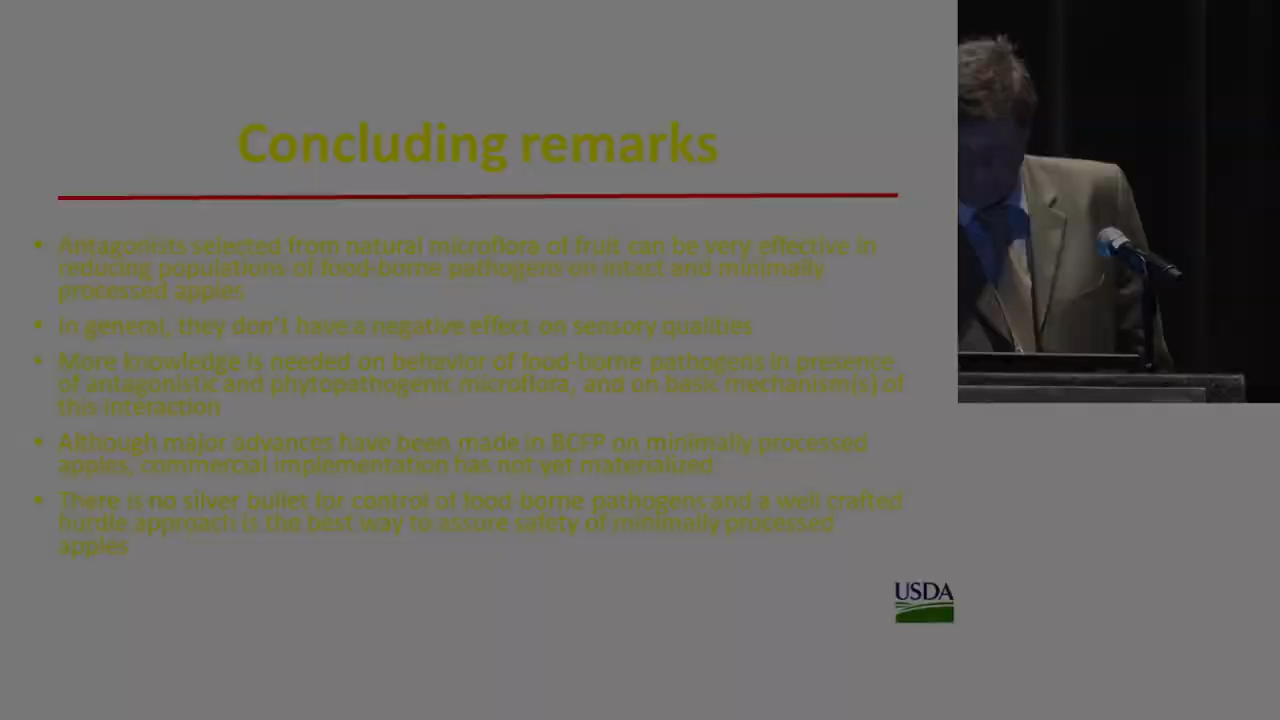 Concluding remarks
• Antagonists selected from natural microflora of fruit can be very effective in
reducing populations of food-borne pathogens on intact and minimally
processed apples
• In general, they don't have a negative effect on sensory qualities
• More knowledge is needed on behavior of food-borne pathogens in presence
of antagonistic and phytopathogenic microflora, and on basic mechanism(s) of
this interaction
• Although major advances have been made in BCFP on minimally processed
apples, commercial implementation has not yet materialized
• There is no silver bullet for control of food-borne pathogens and a well crafted
hurdle approach is the best way to assure safety of minimally processed
apples
USDA